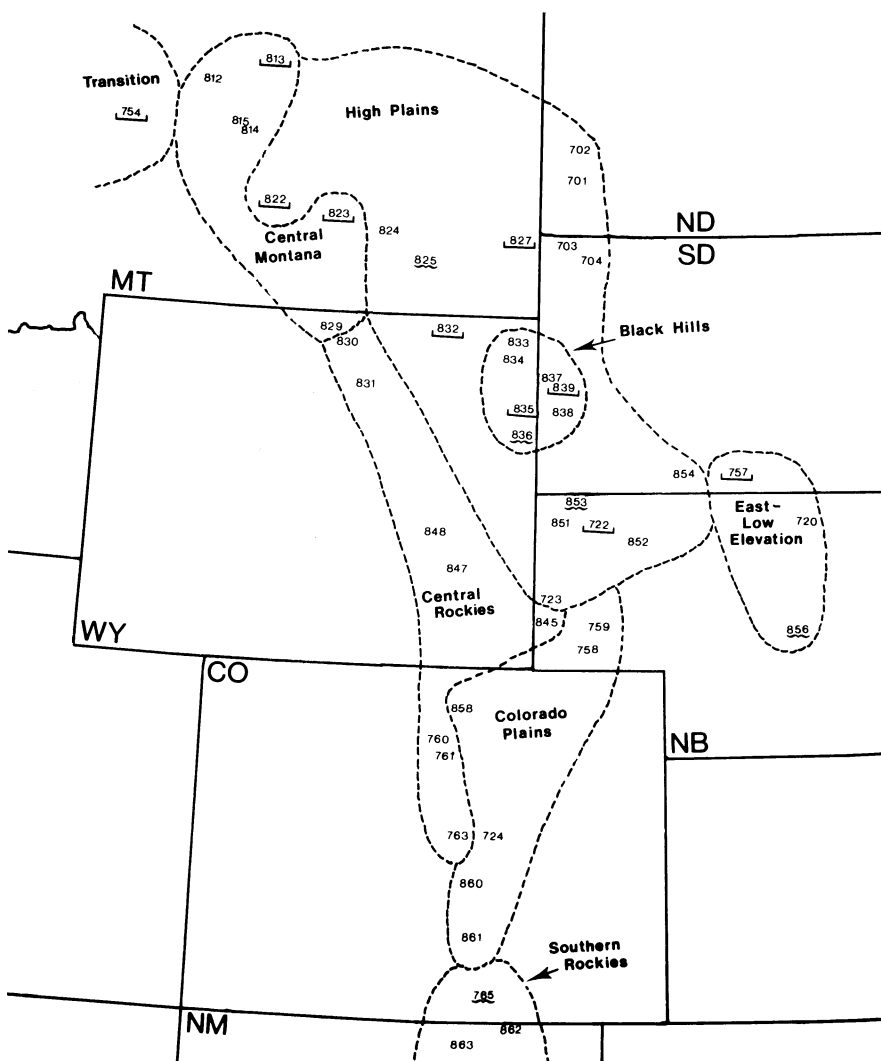 813
812
Transition
754
815
814
High Plains
702
701
822
823
824
Central
Montana
825
827
703
704
ND
SD
MT
829
830
831
832
833
834
Black Hills
837
839
835
838
836
854
757
853
851
722
852
East-
Low
Elevation
720
848
847
Central
Rockies
723
845
759
758
856
WY
CO
858
Colorado
Plains
760
761
NB
763
724
860
861
Southern
Rockies
765
NM
862
863